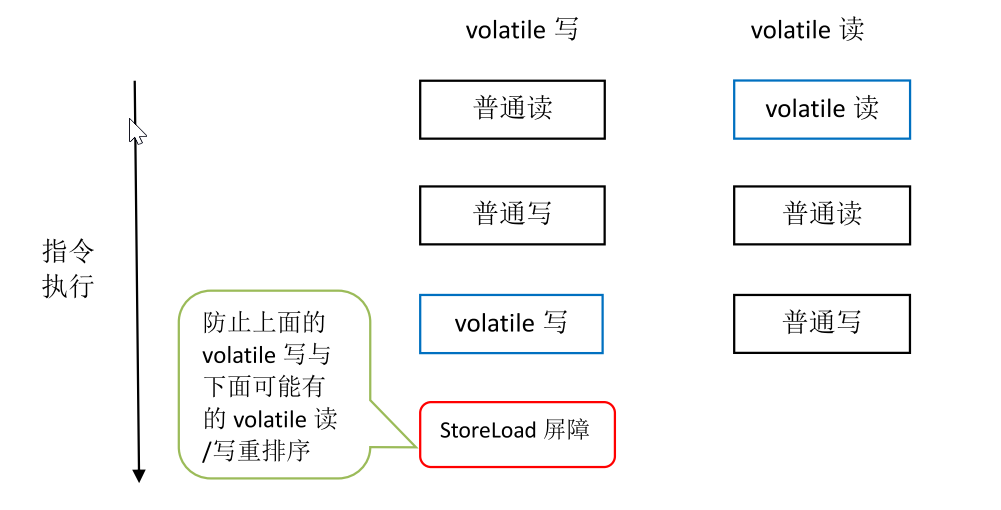 volatile 写
volatile 读
普通读
volatile 读
普通写
普通读
指令
执行
防止上面的
volatile 写与
下面可能有
的 volatile 读
/写重排序
volatile 写
普通写
StoreLoad 屏障